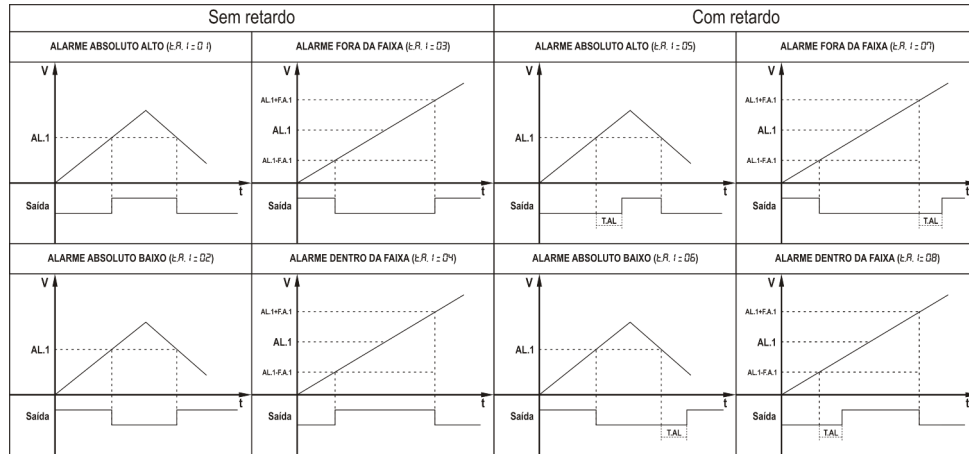 Sem retardo
Com retardo
ALARME ABSOLUTO ALTO (t.A. 1 = 01)
ALARME FORA DA FAIXA (t.A. 1 = 03)
ALARME ABSOLUTO ALTO (t.A. 1 = 05)
ALARME FORA DA FAIXA (t.A. 1 = 07)
V
AL.1
t
Saída
V
AL.1+F.A.1
AL.1
AL.1-F.A.1
t
Saída
V
AL.1
t
Saída
T.AL
V
AL.1+F.A.1
AL.1
AL.1-F.A.1
t
Saída
T.AL
ALARME ABSOLUTO BAIXO (t.A. 1 = 02)
ALARME DENTRO DA FAIXA (t.A. 1 = 04)
ALARME ABSOLUTO BAIXO (t.A. 1 = 06)
ALARME DENTRO DA FAIXA (t.A. 1 = 08)
V
AL.1
t
Saída
V
AL.1+F.A.1
AL.1
AL.1-F.A.1
t
Saída
V
AL.1
t
Saída
T.AL
V
AL.1+F.A.1
AL.1
AL.1-F.A.1
t
Saída
T.AL